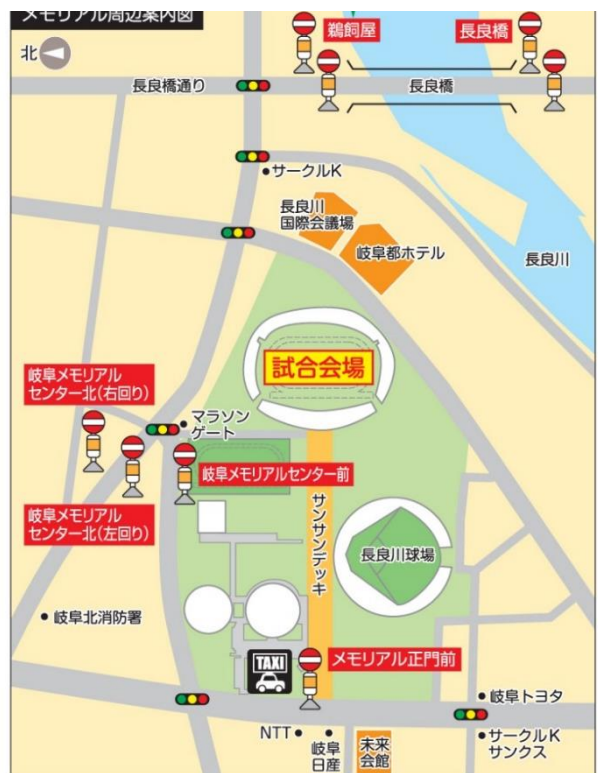 メモリアル周辺案内図
北
鵜飼屋
長良橋
長良橋通り
長良橋
サークルK
長良川
国際会議場
岐阜都ホテル
長良川
試合会場
岐阜メモリアル
センター北(右回り)
マラソン
ゲート
岐阜メモリアルセンター前
岐阜メモリアル
センター北(左回り)
サンサンデッキ
長良川球場
岐阜北消防署
TAXI
メモリアル正門前
岐阜トヨタ
NTT
岐阜
日産
未来
会館
サークルK
サンクス